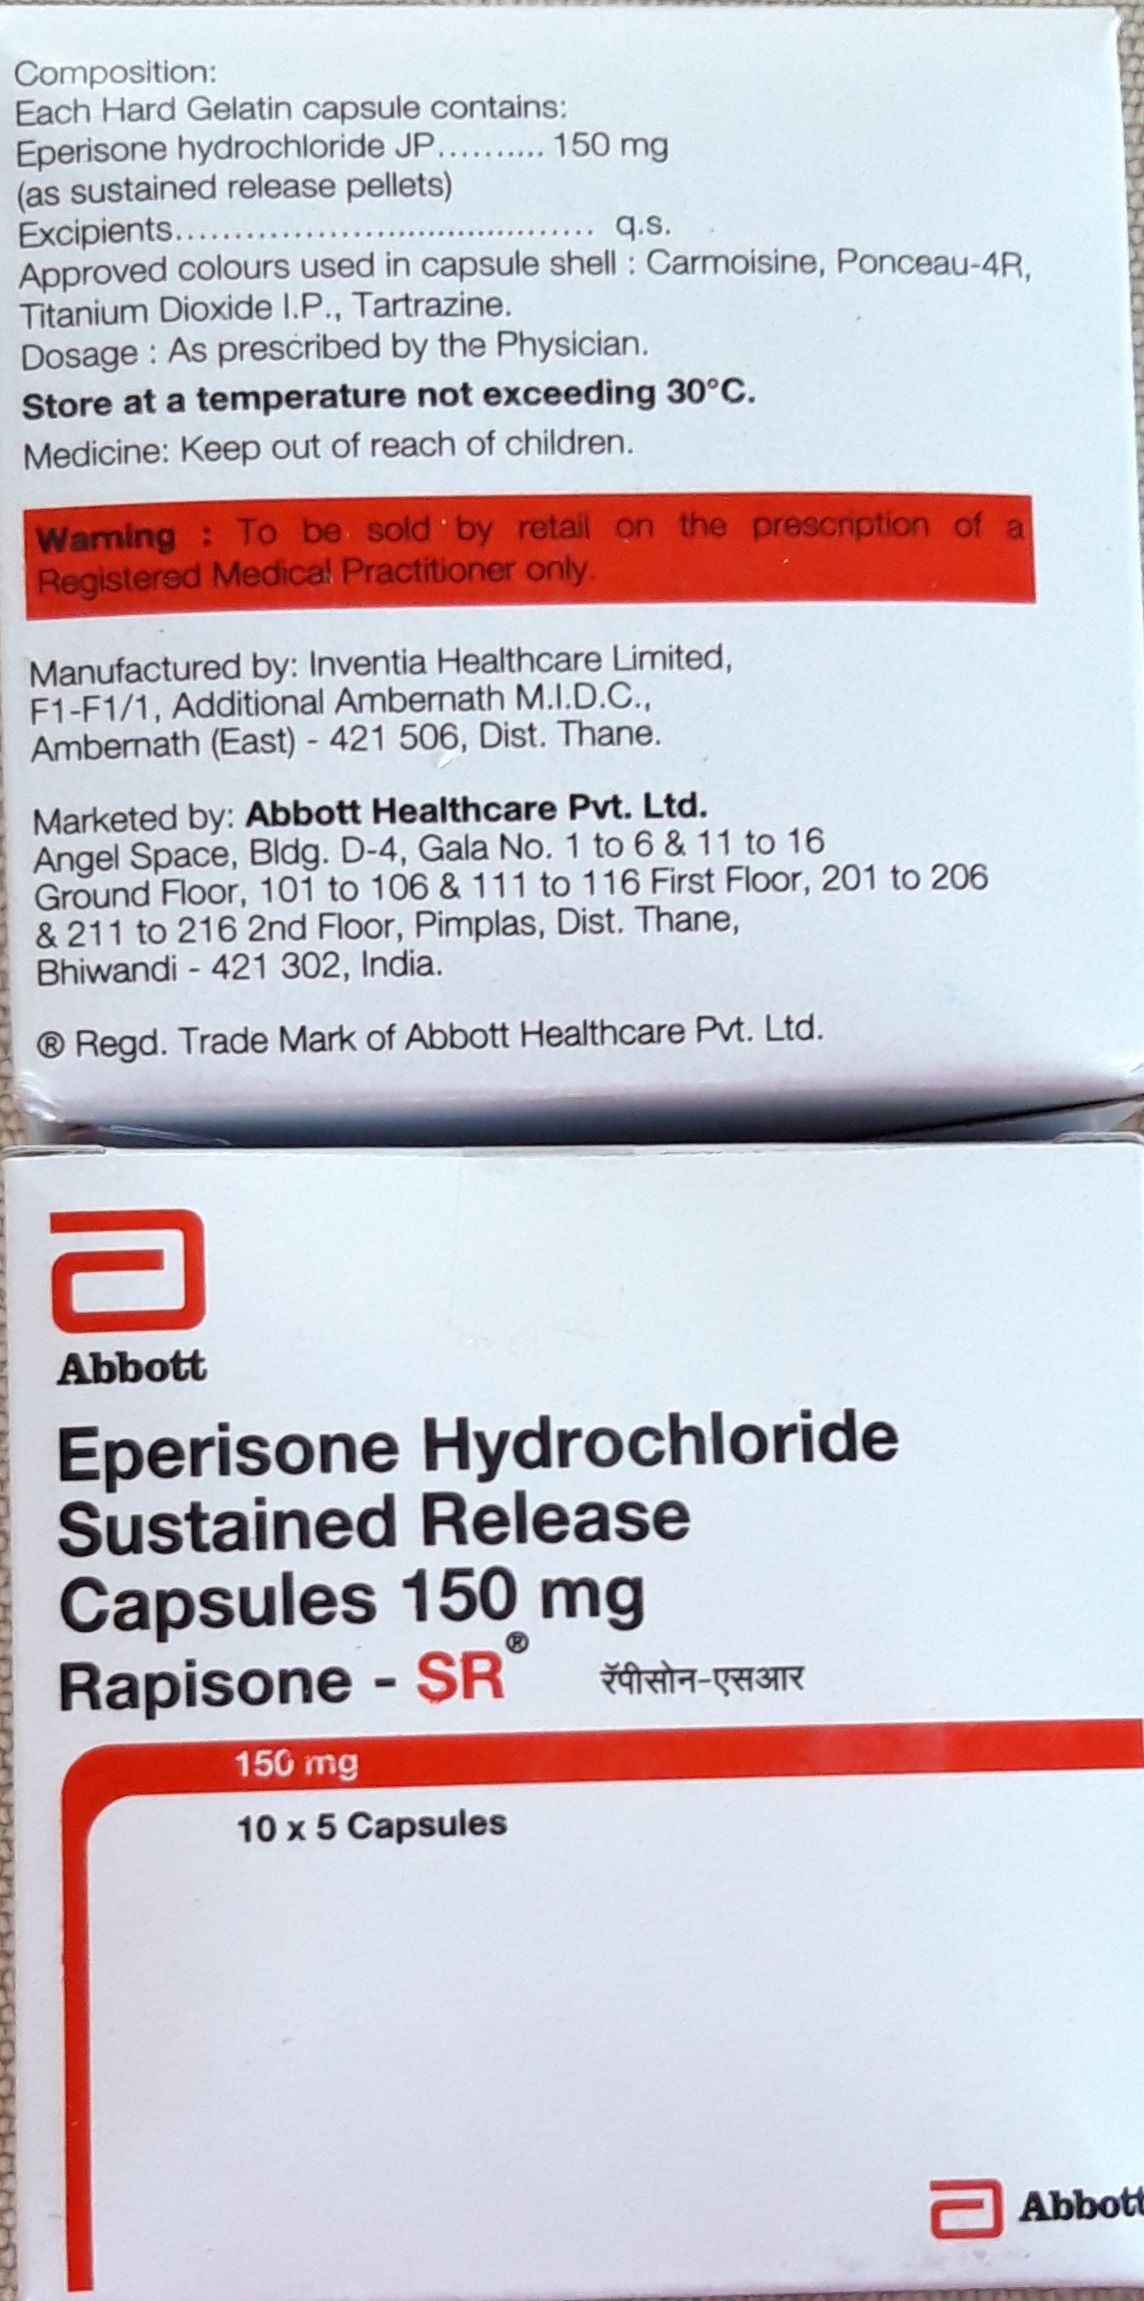 Composition:
Each Hard Gelatin capsule contains:
Eperisone hydrochloride JP.......... 150 mg
(as sustained release pellets)
Excipients..................................... q.s.
Approved colours used in capsule shell : Carmoisine, Ponceau-4R,
Titanium Dioxide I.P., Tartrazine.
Dosage : As prescribed by the Physician.
Store at a temperature not exceeding 30°C.
Medicine: Keep out of reach of children.
Warning : To be sold by retail on the prescription of a
Registered Medical Practitioner only.
Manufactured by: Inventia Healthcare Limited,
F1-F1/1, Additional Ambernath M.I.D.C.,
Ambernath (East) - 421 506, Dist. Thane.
Marketed by: Abbott Healthcare Pvt. Ltd.
Angel Space, Bldg. D-4, Gala No. 1 to 6 & 11 to 16
Ground Floor, 101 to 106 & 111 to 116 First Floor, 201 to 206
& 211 to 216 2nd Floor, Pimplas, Dist. Thane,
Bhiwandi - 421 302, India.
® Regd. Trade Mark of Abbott Healthcare Pvt. Ltd.
Abbott
Eperisone Hydrochloride
Sustained Release
Capsules 150 mg
Rapisone - SR® रॅपीसोन-एसआर
150 mg
10 x 5 Capsules
Abbott